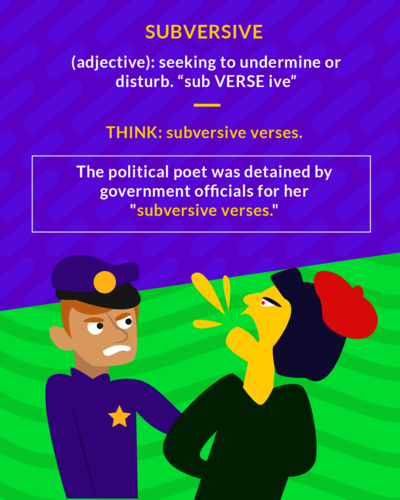 SUBVERSIVE
(adjective): seeking to undermine or
disturb. “sub VERSE ive”
THINK: subversive verses.
The political poet was detained by
government officials for her
"subversive verses."